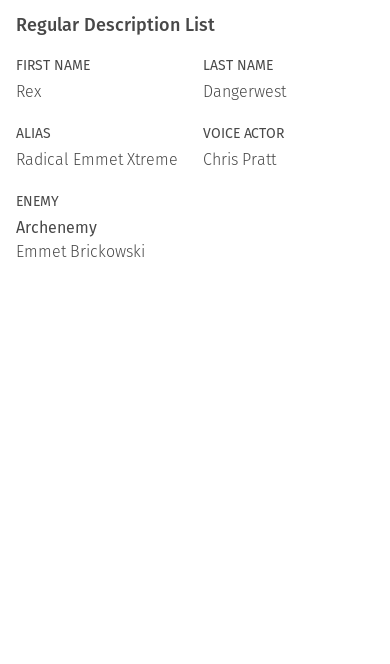 Regular Description List
FIRST NAME
Rex
LAST NAME
Dangerwest
ALIAS
Radical Emmet Xtreme
VOICE ACTOR
Chris Pratt
ENEMY
Archenemy
Emmet Brickowski